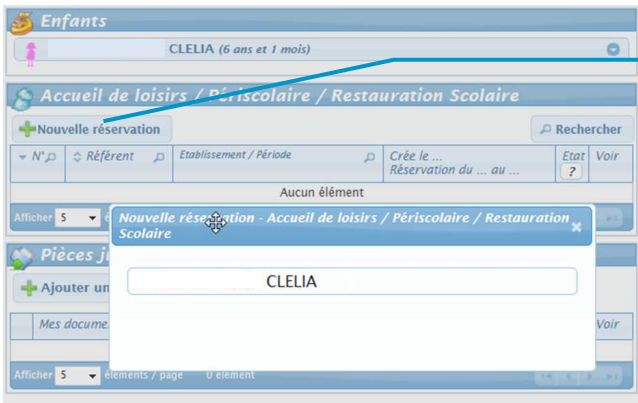 Enfants
CLELIA (6 ans et 1 mois)
Accueil de loisirs / Périscolaire / Restauration Scolaire
Nouvelle réservation
Rechercher
N° Référent Etablissement / Période Crée le ... Etat Voir
Réservation du ... au ... ?
Aucun élément
Afficher 5
Nouvelle réservation - Accueil de loisirs / Périscolaire / Restauration
Scolaire
Pièces
CLELIA
Ajouter un
Mes docume Voir
Afficher 5 éléments / page 0 élément